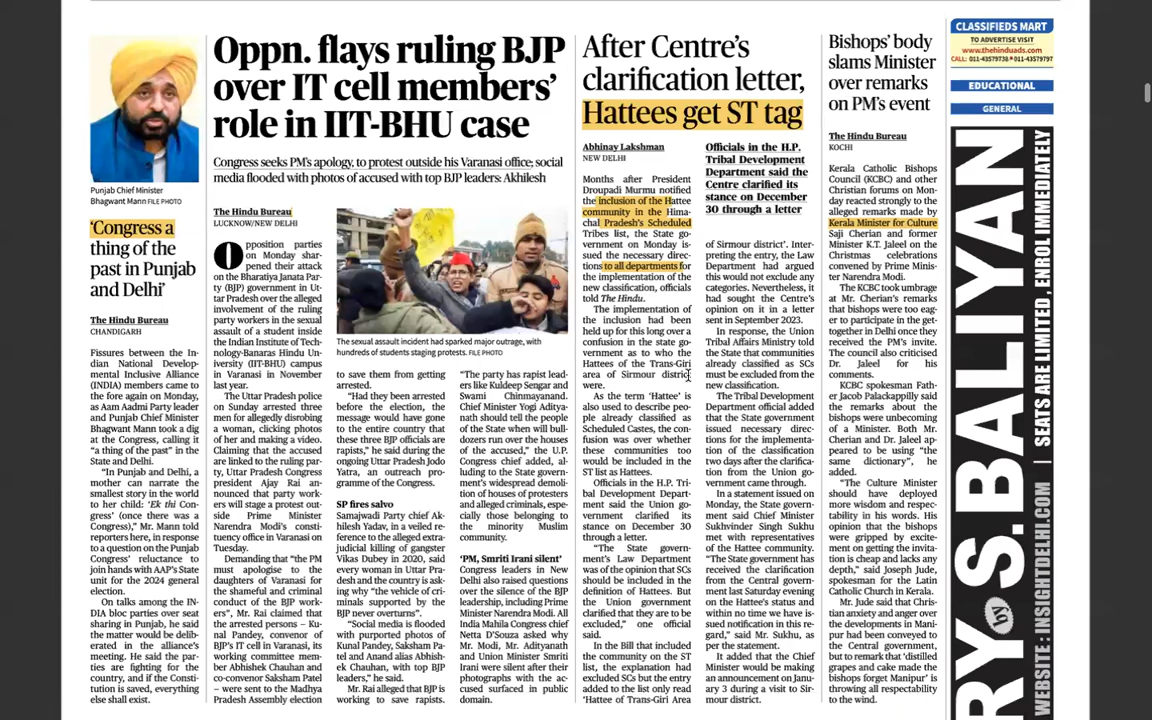 Punjab Chief Minister
Bhagwant Mann FILE PHOTO
'Congress a
thing of the
past in Punjab
and Delhi'
The Hindu Bureau
CHANDIGARH
Fissures between the In-
dian National Develop-
mental Inclusive Alliance
(INDIA) members came to
the fore again on Monday,
as Aam Aadmi Party leader
and Punjab Chief Minister
Bhagwant Mann took a dig
at the Congress, calling it
"a thing of the past" in the
State and Delhi.
"In Punjab and Delhi, a
mother can narrate the
smallest story in the world
to her child: 'Ek thi Con-
gress' (once there was a
Congress)," Mr. Mann told
reporters here, in response
to a question on the Punjab
Congress' reluctance to
join hands with AAP's State
unit for the 2024 general
election.
On talks among the IN-
DIA bloc parties over seat
sharing in Punjab, he said
the matter would be delib-
erated in the alliance's
meeting. He said the par-
ties are fighting for the
country, and if the Consti-
tution is saved, everything
else shall exist.
Oppn. flays ruling BJP
over IT cell members'
role in IIT-BHU case
Congress seeks PM's apology, to protest outside his Varanasi office; social
media flooded with photos of accused with top BJP leaders: Akhilesh
The Hindu Bureau
LUCKNOW/NEW DELHI
Opposition parties
on Monday shar-
pened their attack
on the Bharatiya Janata Par-
ty (BJP) government in Ut-
tar Pradesh over the alleged
involvement of the ruling
party workers in the sexual
assault of a student inside
the Indian Institute of Tech-
nology-Banaras Hindu Un-
iversity (IIT-BHU) campus
in Varanasi in November
last year.
The Uttar Pradesh police
on Sunday arrested three
men for allegedly disrobing
a woman, clicking photos
of her and making a video.
Claiming that the accused
are linked to the ruling par-
ty, Uttar Pradesh Congress
president Ajay Rai an-
nounced that party work-
ers will stage a protest out-
side Prime Minister
Narendra Modi's consti-
tuency office in Varanasi on
Tuesday.
Demanding that "the PM
must apologise to the
daughters of Varanasi for
the shameful and criminal
conduct of the BJP work-
ers", Mr. Rai claimed that
the arrested persons – Ku-
nal Pandey, convenor of
BJP's IT cell in Varanasi, its
working committee mem-
ber Abhishek Chauhan and
co-convenor Saksham Patel
– were sent to the Madhya
Pradesh Assembly election
The sexual assault incident had sparked major outrage, with
hundreds of students staging protests. FILE PHOTO
to save them from getting
arrested.
"Had they been arrested
before the election, the
message would have gone
to the entire country that
these three BJP officials are
rapists," he said during the
ongoing Uttar Pradesh Jodo
Yatra, an outreach pro-
gramme of the Congress.
SP fires salvo
Samajwadi Party chief Ak-
hilesh Yadav, in a veiled re-
ference to the alleged extra-
judicial killing of gangster
Vikas Dubey in 2020, said
every woman in Uttar Pra-
desh and the country is ask-
ing why "the vehicle of cri-
minals supported by the
BJP never overturns".
"Social media is flooded
with purported photos of
Kunal Pandey, Saksham Pa-
tel and Anand alias Abhish-
ek Chauhan, with top BJP
leaders," he said.
Mr. Rai alleged that BJP is
working to save rapists.
"The party has rapist lead-
ers like Kuldeep Sengar and
Swami Chinmayanand.
Chief Minister Yogi Aditya-
nath should tell the people
of the State when will bull-
dozers run over the houses
of the accused," the U.P.
Congress chief added, al-
luding to the State govern-
ment's widespread demoli-
tion of houses of protesters
and alleged criminals, espe-
cially those belonging to
the minority Muslim
community.
'PM, Smriti Irani silent'
Congress leaders in New
Delhi also raised questions
over the silence of the BJP
leadership, including Prime
Minister Narendra Modi. All
India Mahila Congress chief
Netta D'Souza asked why
Mr. Modi, Mr. Adityanath
and Union Minister Smriti
Irani were silent after their
photographs with the ac-
cused surfaced in public
domain.
After Centre's
clarification letter,
Hattees get ST tag
Abhinay Lakshman
NEW DELHI
Months after President
Droupadi Murmu notified
the inclusion of the Hattee
community in the Hima-
chal Pradesh's Scheduled
Tribes list, the State go-
vernment on Monday is-
sued the necessary direc-
tions to all departments for
the implementation of the
new classification, officials
told The Hindu.
The implementation of
the inclusion had been
held up for this long over a
confusion in the state go-
vernment as to who the
Hattees of the Trans-Giri
area of Sirmour district
were.
As the term 'Hattee' is
also used to describe peo-
ple already classified as
Scheduled Castes, the con-
fusion was over whether
these communities too
would be included in the
ST list as Hattees.
Officials in the H.P. Tri-
bal Development Depart-
ment said the Union go-
vernment clarified its
stance on December 30
through a letter.
"The State govern-
ment's Law Department
was of the opinion that SCs
should be included in the
definition of Hattees. But
the Union government
clarified that they are to be
excluded," one official
said.
In the Bill that included
the community on the ST
list, the explanation had
excluded SCs but the entry
added to the list only read
'Hattee of Trans-Giri Area
Officials in the H.P.
Tribal Development
Department said the
Centre clarified its
stance on December
30 through a letter
of Sirmour district'. Inter-
preting the entry, the Law
Department had argued
this would not exclude any
categories. Nevertheless, it
had sought the Centre's
opinion on it in a letter
sent in September 2023.
In response, the Union
Tribal Affairs Ministry told
the State that communities
already classified as SCs
must be excluded from the
new classification.
The Tribal Development
Department official added
that the State government
issued necessary direc-
tions for the implementa-
tion of the classification
two days after the clarifica-
tion from the Union go-
vernment came through.
In a statement issued on
Monday, the State govern-
ment said Chief Minister
Sukhvinder Singh Sukhu
met with representatives
of the Hattee community.
"The State government has
received the clarification
from the Central govern-
ment last Saturday evening
on the Hattee's status and
within no time we have is-
sued notification in this re-
gard," said Mr. Sukhu, as
per the statement.
It added that the Chief
Minister would be making
an announcement on Janu-
ary 3 during a visit to Sir-
mour district.
Bishops' body
slams Minister
over remarks
on PM's event
The Hindu Bureau
KOCHI
Kerala Catholic Bishops
Council (KCBC) and other
Christian forums on Mon-
day reacted strongly to the
alleged remarks made by
Kerala Minister for Culture
Saji Cherian and former
Minister K.T. Jaleel on the
Christmas celebrations
convened by Prime Minis-
ter Narendra Modi.
The KCBC took umbrage
at Mr. Cherian's remarks
that bishops were too eag-
er to participate in the get-
together in Delhi once they
received the PM's invite.
The council also criticised
Dr. Jaleel for his
comments.
KCBC spokesman Fath-
er Jacob Palackappilly said
the remarks about the
bishops were unbecoming
of a Minister. Both Mr.
Cherian and Dr. Jaleel ap-
peared to be using "the
same dictionary", he
added.
"The Culture Minister
should have deployed
more wisdom and respec-
tability in his words. His
opinion that the bishops
were gripped by excite-
ment on getting the invita-
tion is cheap and lacks any
depth," said Joseph Jude,
spokesman for the Latin
Catholic Church in Kerala.
Mr. Jude said that Chris-
tian anxiety and anger over
the developments in Mani-
pur had been conveyed to
the Central government,
but to remark that 'distilled
grapes and cake made the
bishops forget Manipur' is
throwing all respectability
to the wind.
CLASSIFIEDS MART
TO ADVERTISE VISIT
www.thehinduads.com
CALL: 011-43579738 • 011-43579797
EDUCATIONAL
GENERAL
RY by S. BALIYAN
WEBSITE: INSIGHTDELHI.COM | SEATS ARE LIMITED, ENROL IMMEDIATELY